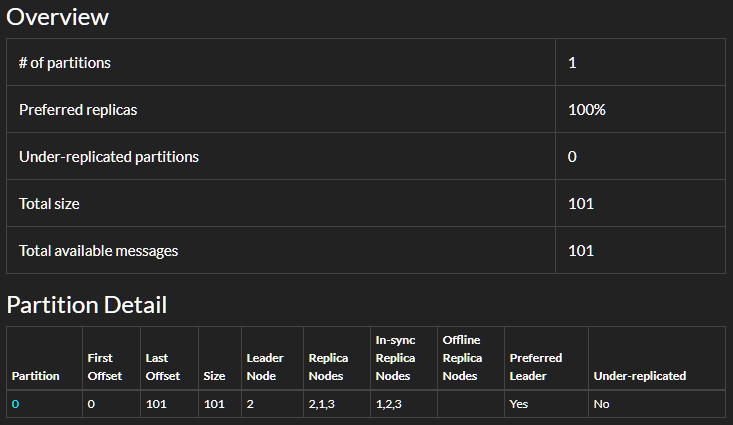 Overview
# of partitions 1
Preferred replicas 100%
Under-replicated partitions 0
Total size 101
Total available messages 101
Partition Detail
Partition First Offset Last Offset Size Leader Node Replica Nodes In-sync Replica Nodes Offline Replica Nodes Preferred Leader Under-replicated
0 0 101 101 2 2,1,3 1,2,3 Yes No